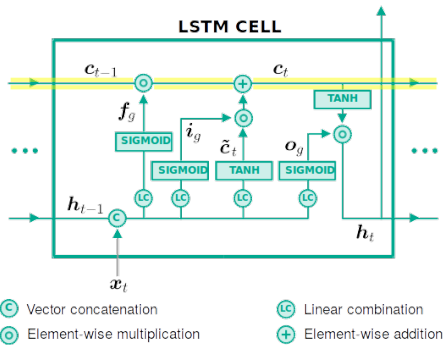 LSTM CELL
c_{t-1}
c_t
TANH
f_g
i_g
c̃_t
o_g
SIGMOID
SIGMOID
TANH
SIGMOID
h_{t-1}
LC
LC
LC
LC
C
h_t
x_t
C Vector concatenation
LC Linear combination
Element-wise multiplication
+ Element-wise addition